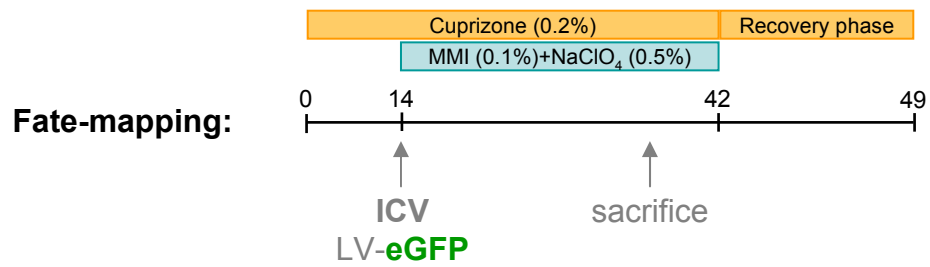 Cuprizone (0.2%) Recovery phase
MMI (0.1%)+NaClO₄ (0.5%)
0 14 42 49
Fate-mapping:
ICV sacrifice
LV-eGFP